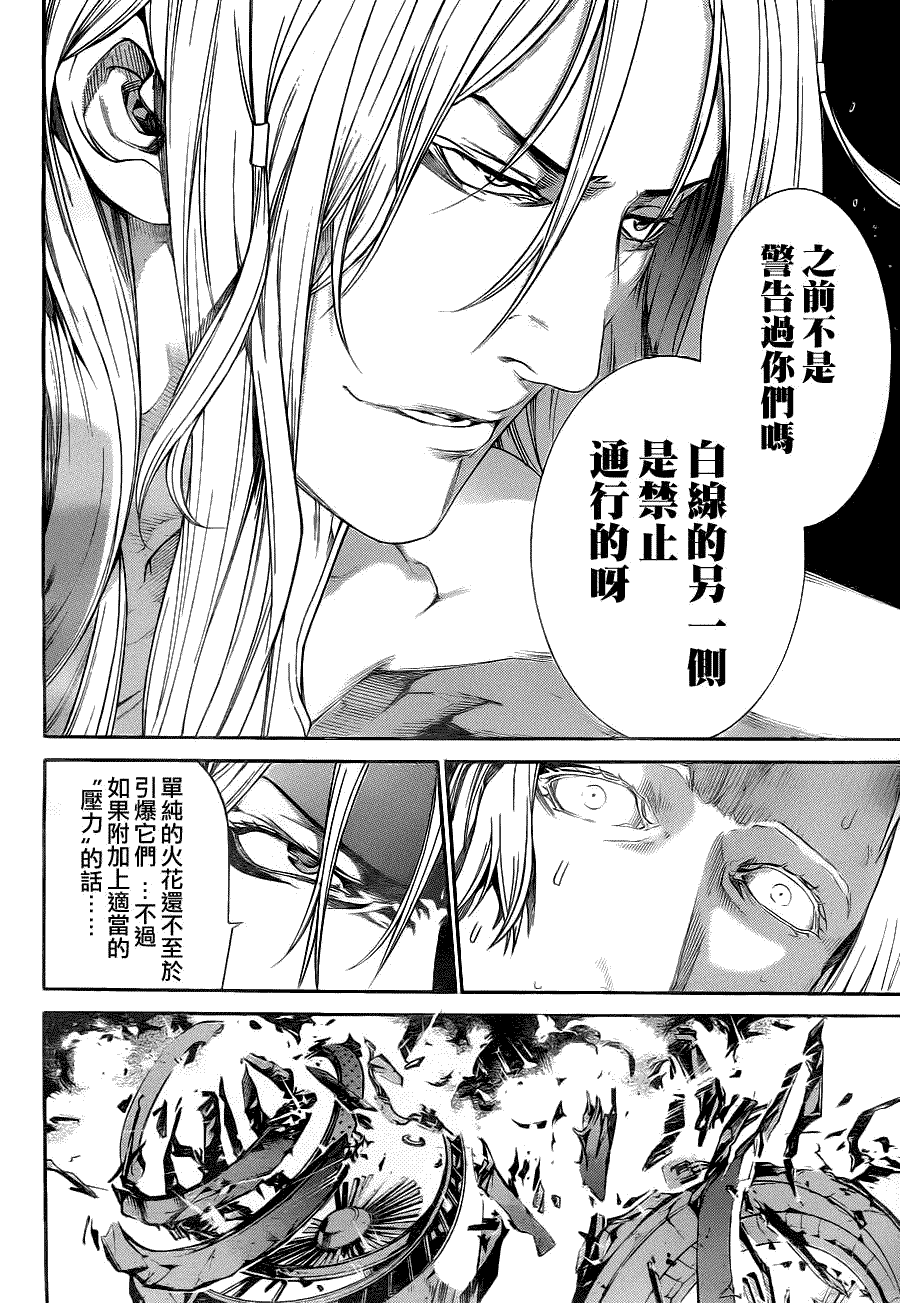 之前不是
警告過你們嗎
白線的另一側
是禁止
通行的呀
單純的火花還不至於
引爆它們…不過
如果附加上適當的
“壓力”的話……